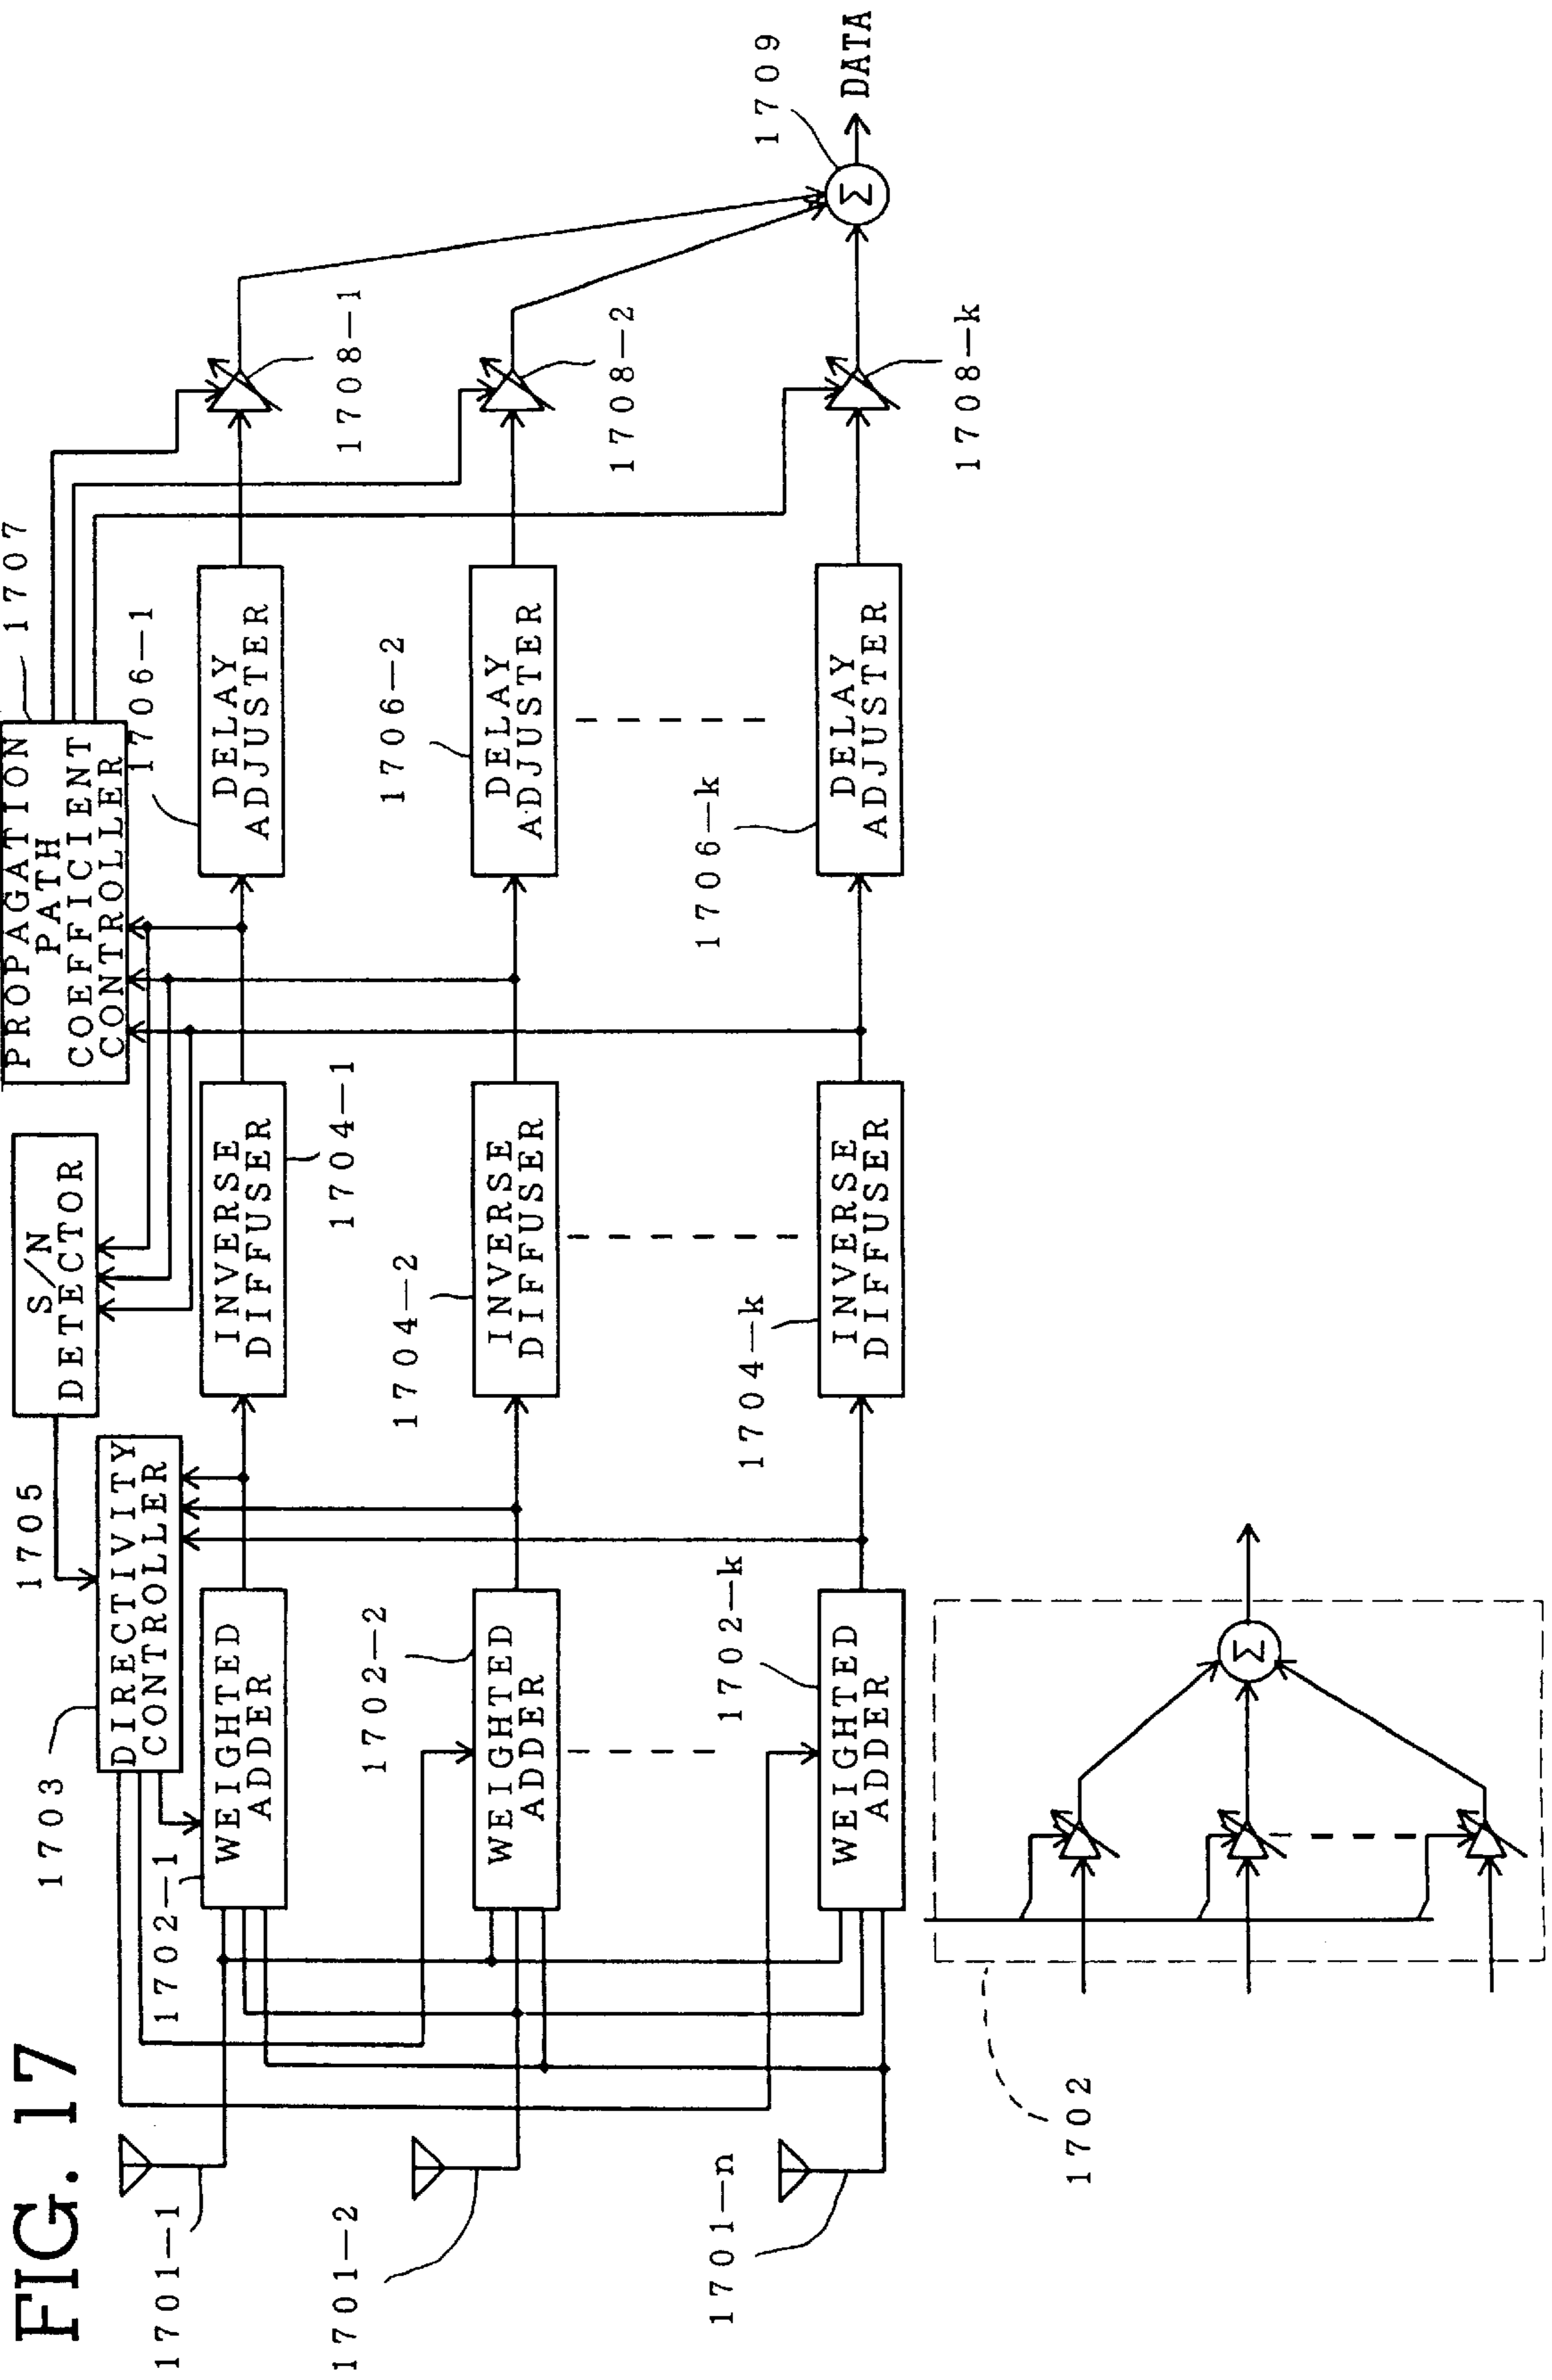 FIG. 17
1701—1
1701—2
1701—n
1703
DIRECTIVITY
CONTROLLER
1705
S/N
DETECTOR
PROPAGATION
PATH
COEFFICIENT
CONTROLLER
1707
1702—1
WEIGHTED
ADDER
INVERSE
DIFFUSER
1704—1
1706—1
DELAY
ADJUSTER
1708—1
1702—2
WEIGHTED
ADDER
1704—2
INVERSE
DIFFUSER
1706—2
DELAY
ADJUSTER
1708—2
1702—k
WEIGHTED
ADDER
1704—k
INVERSE
DIFFUSER
1706—k
DELAY
ADJUSTER
1708—k
Σ
1709
DATA
1702
Σ